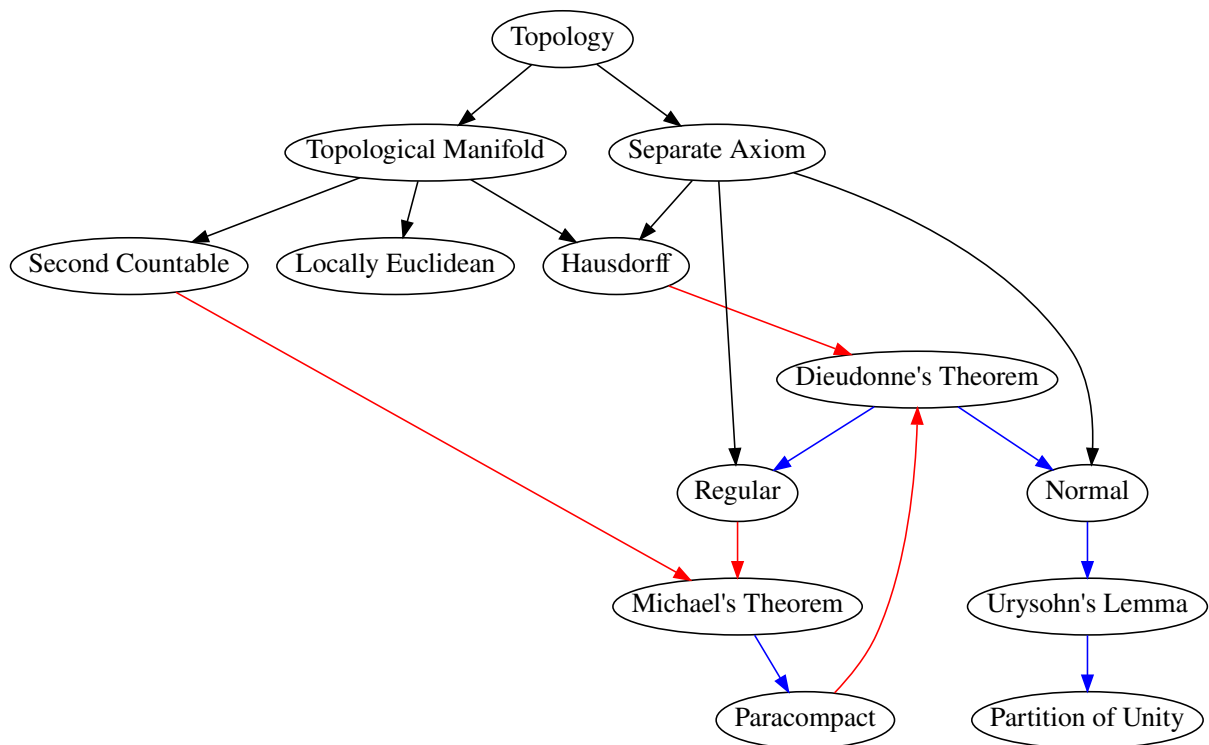 Topology
Topological Manifold
Separate Axiom
Second Countable
Locally Euclidean
Hausdorff
Dieudonne's Theorem
Regular
Normal
Michael's Theorem
Urysohn's Lemma
Paracompact
Partition of Unity